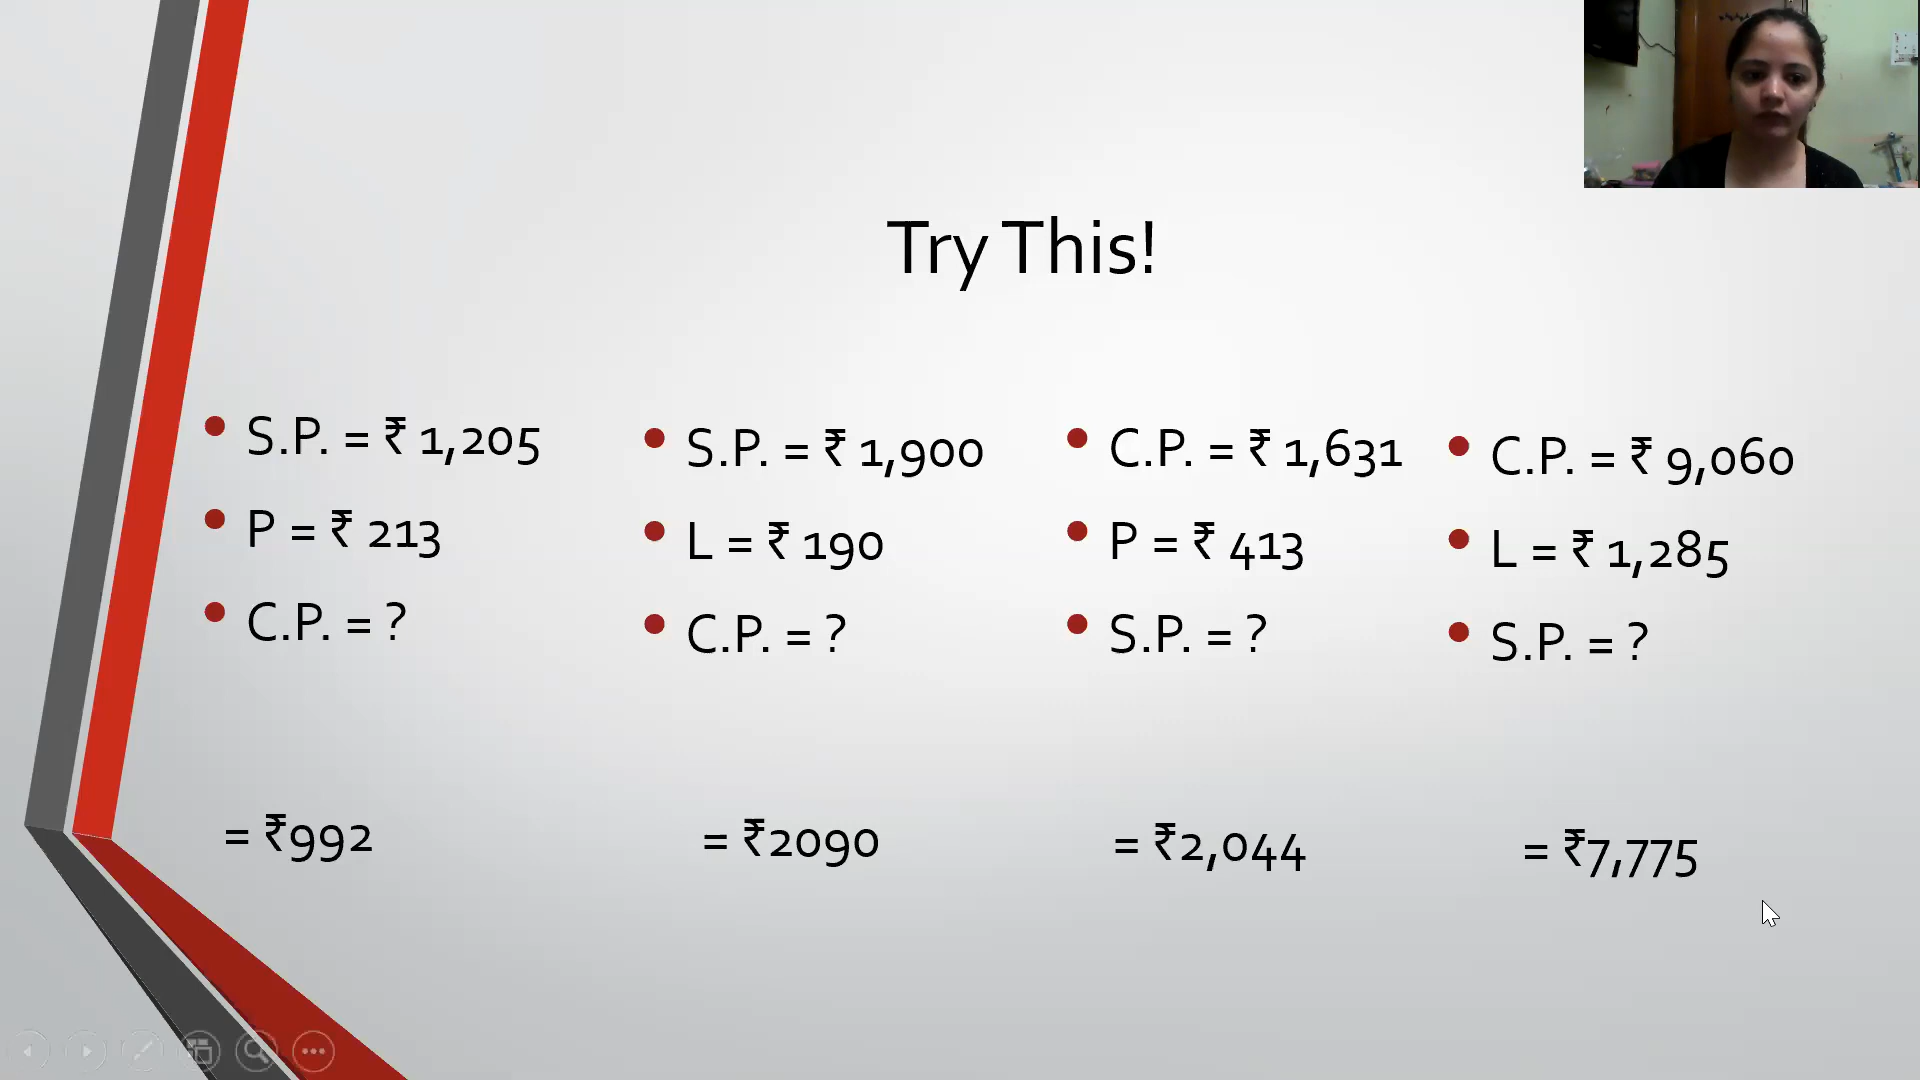 Try This!
S.P. = ₹ 1,205
P = ₹ 213
C.P. = ?
S.P. = ₹ 1,900
L = ₹ 190
C.P. = ?
C.P. = ₹ 1,631
P = ₹ 413
S.P. = ?
C.P. = ₹ 9,060
L = ₹ 1,285
S.P. = ?
= ₹992
= ₹2090
= ₹2,044
= ₹7,775